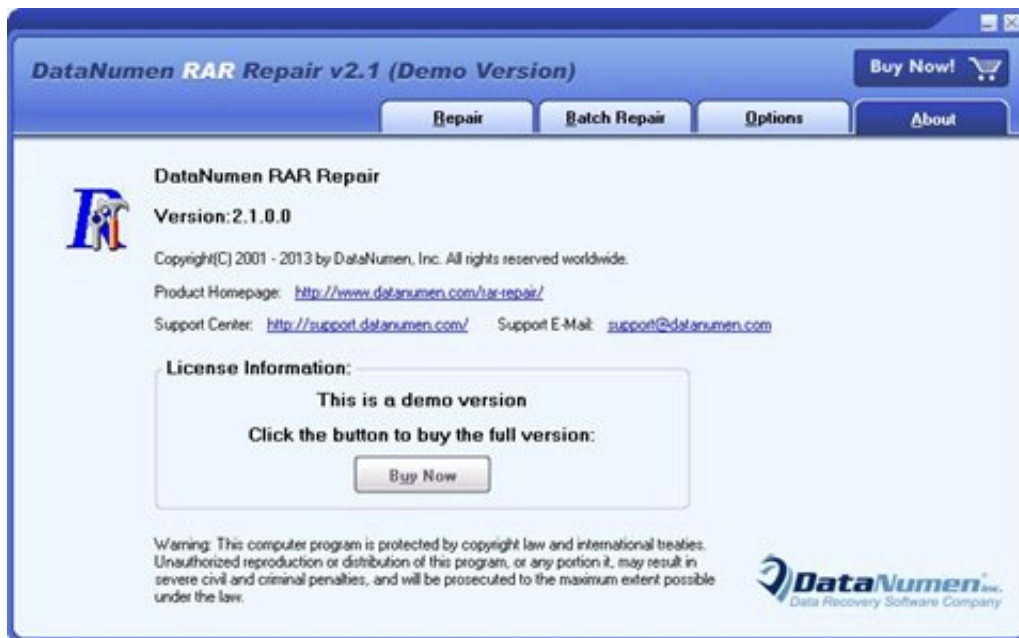 DataNumen RAR Repair v2.1 (Demo Version)
Buy Now!
Repair
Batch Repair
Options
About
DataNumen RAR Repair
Version:2.1.0.0
Copyright(C) 2001 - 2013 by DataNumen, Inc. All rights reserved worldwide.
Product Homepage: http://www.datanumen.com/rar-repair/
Support Center: http://support.datanumen.com/ Support E-Mail: support@datanumen.com
License Information:
This is a demo version
Click the button to buy the full version:
Buy Now
Warning: This computer program is protected by copyright law and international treaties.
Unauthorized reproduction or distribution of this program, or any portion it, may result in
severe civil and criminal penalties, and will be prosecuted to the maximum extent possible
under the law.
DataNumen inc.
Data Recovery Software Company